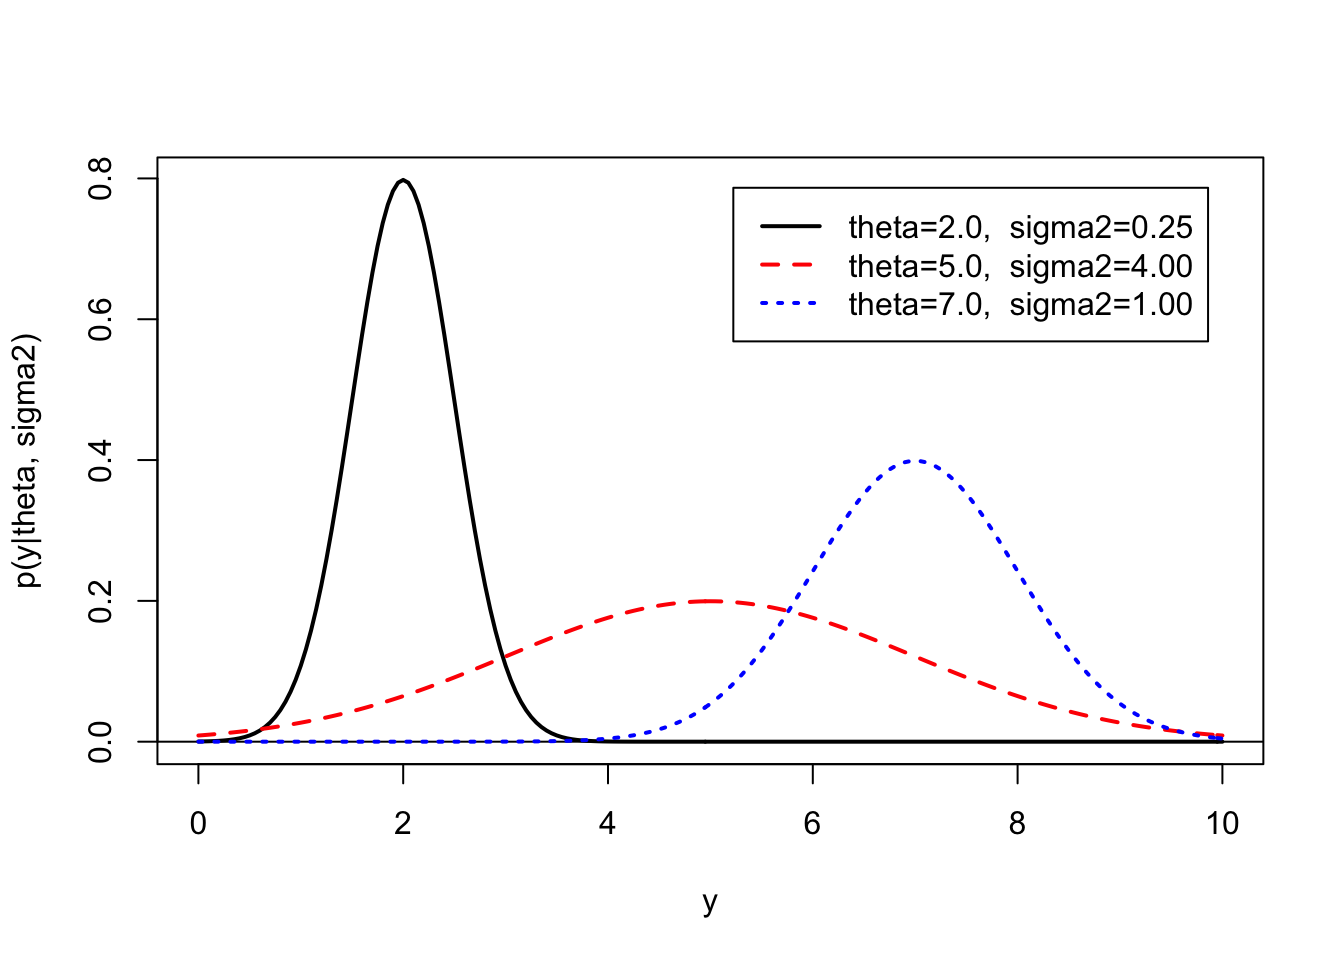 0.8
0.6
0.4
0.2
0.0
p(y|theta, sigma2)
theta=2.0,  sigma2=0.25
theta=5.0,  sigma2=4.00
theta=7.0,  sigma2=1.00
0 2 4 6 8 10
y